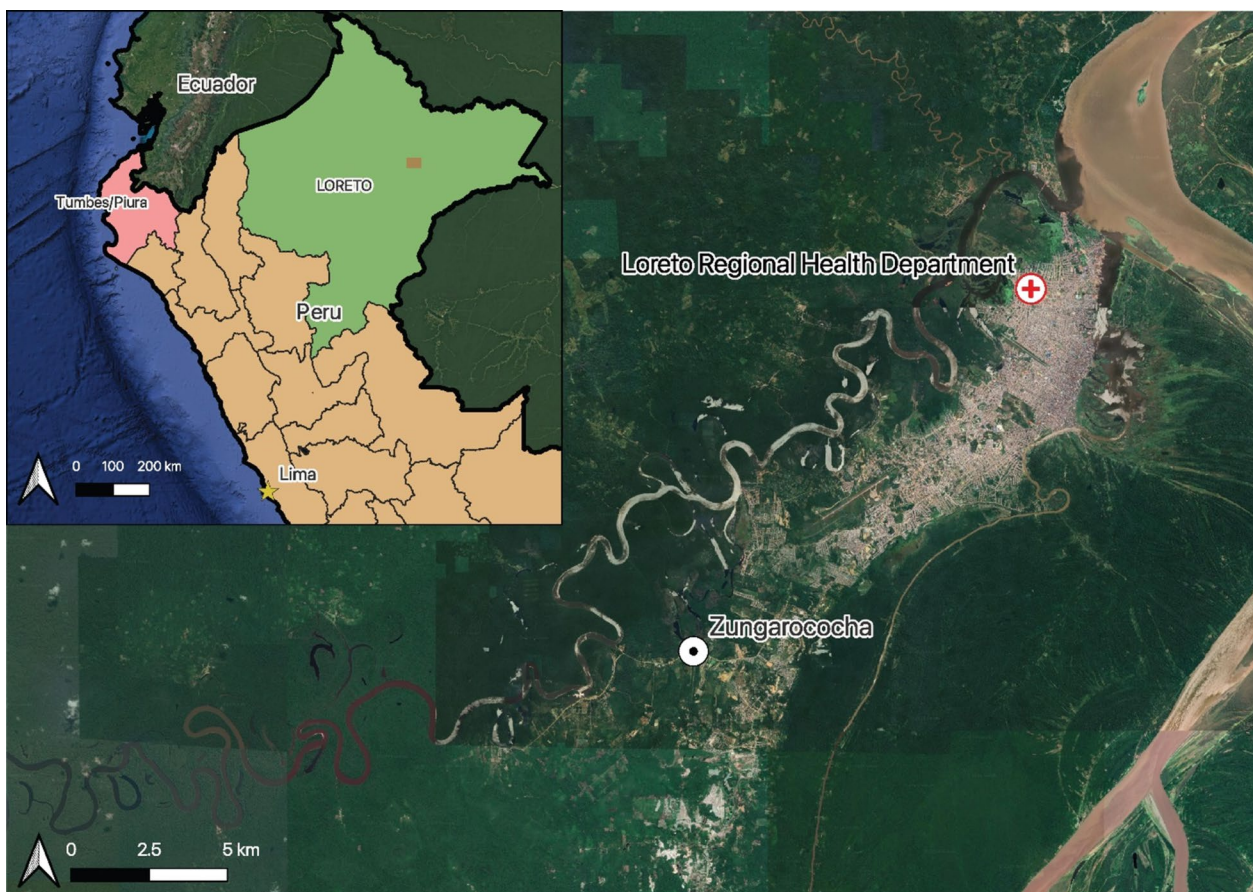 Ecuador
LORETO
Tumbes/Piura
Peru
Lima
0 100 200 km
Loreto Regional Health Department
Zungarococha
0 2.5 5 km